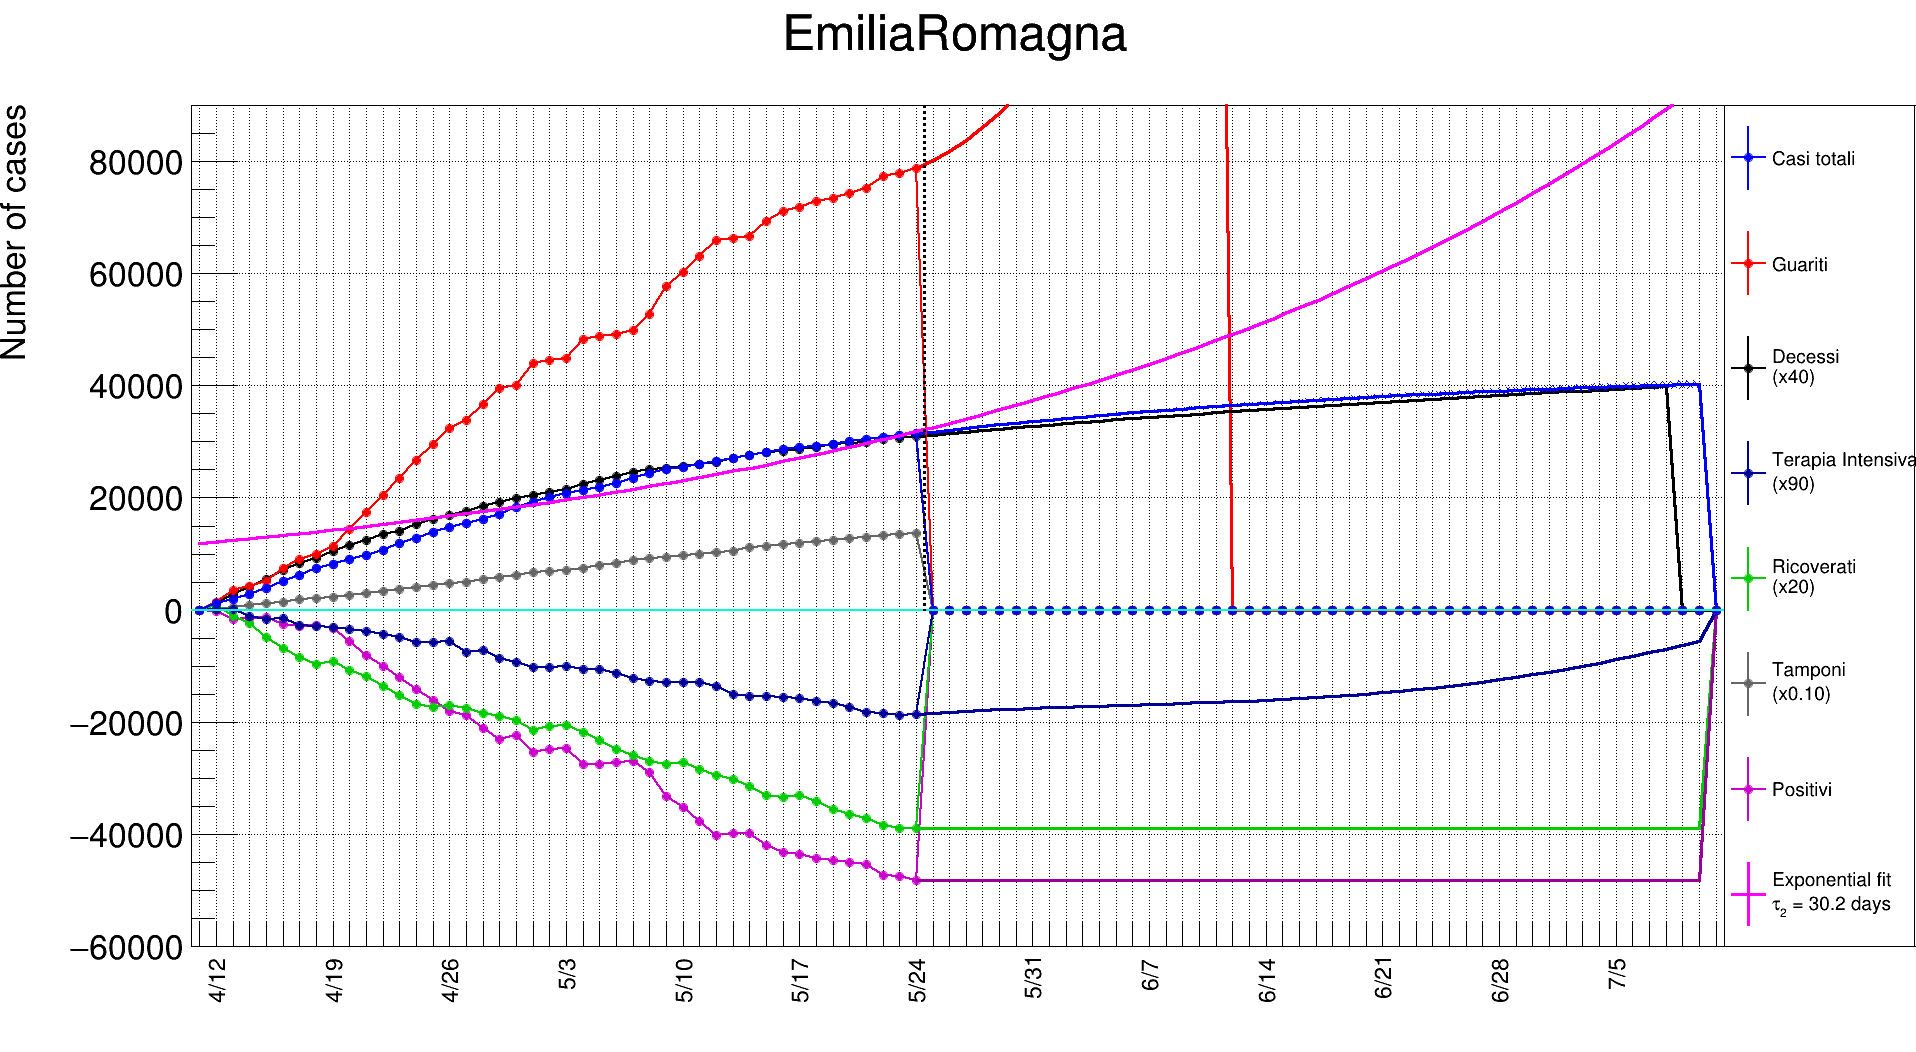 EmiliaRomagna
Number of cases
80000
60000
40000
20000
0
−20000
−40000
−60000
4/12
4/19
4/26
5/3
5/10
5/17
5/24
5/31
6/7
6/14
6/21
6/28
7/5
Casi totali
Guariti
Decessi
(x40)
Terapia Intensiva
(x90)
Ricoverati
(x20)
Tamponi
(x0.10)
Positivi
Exponential fit
τ2 = 30.2 days